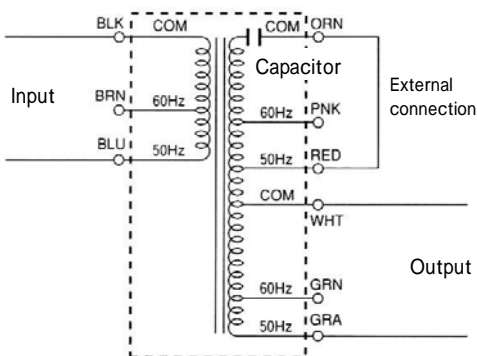 BLK
COM
COM
ORN
Capacitor
Input
External
connection
BRN
60Hz
60Hz
PNK
BLU
50Hz
50Hz
RED
COM
WHT
Output
60Hz
GRN
50Hz
GRA